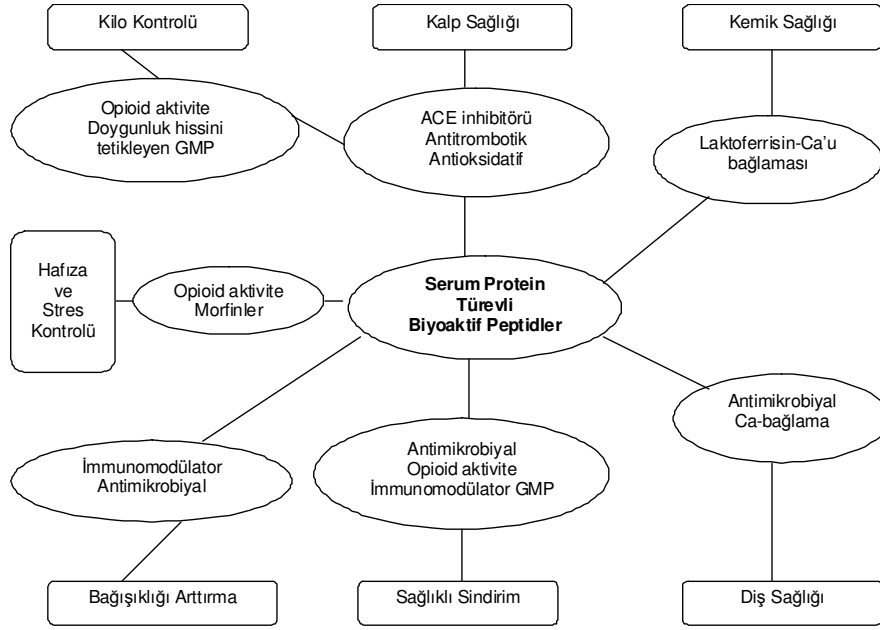 Kilo Kontrolü
Kalp Sağlığı
Kemik Sağlığı
Opioid aktivite
Doygunluk hissini
tetikleyen GMP
ACE inhibitörü
Antitrombotik
Antioksidatif
Laktoferrisin-Ca'u
bağlaması
Hafıza
ve
Stres
Kontrolü
Opioid aktivite
Morfinler
Serum Protein
Türevli
Biyoaktif Peptidler
Antimikrobiyal
Ca-bağlama
İmmunomodülator
Antimikrobiyal
Antimikrobiyal
Opioid aktivite
İmmunomodülator GMP
Bağışıklığı Arttırma
Sağlıklı Sindirim
Diş Sağlığı